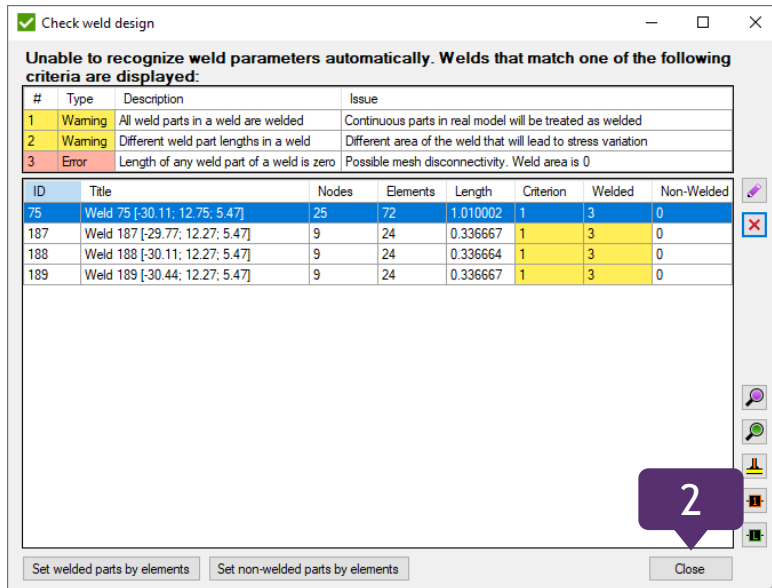 Check weld design
Unable to recognize weld parameters automatically. Welds that match one of the following
criteria are displayed:
# Type Description Issue
1 Warning All weld parts in a weld are welded Continuous parts in real model will be treated as welded
2 Warning Different weld part lengths in a weld Different area of the weld that will lead to stress variation
3 Error Length of any weld part of a weld is zero Possible mesh disconnectivity. Weld area is 0
ID Title Nodes Elements Length Criterion Welded Non-Welded
75 Weld 75 [-30.11; 12.75; 5.47] 25 72 1.010002 1 3 0
187 Weld 187 [-29.77; 12.27; 5.47] 9 24 0.336667 1 3 0
188 Weld 188 [-30.11; 12.27; 5.47] 9 24 0.336664 1 3 0
189 Weld 189 [-30.44; 12.27; 5.47] 9 24 0.336667 1 3 0
1
2
L
Set welded parts by elements Set non-welded parts by elements Close